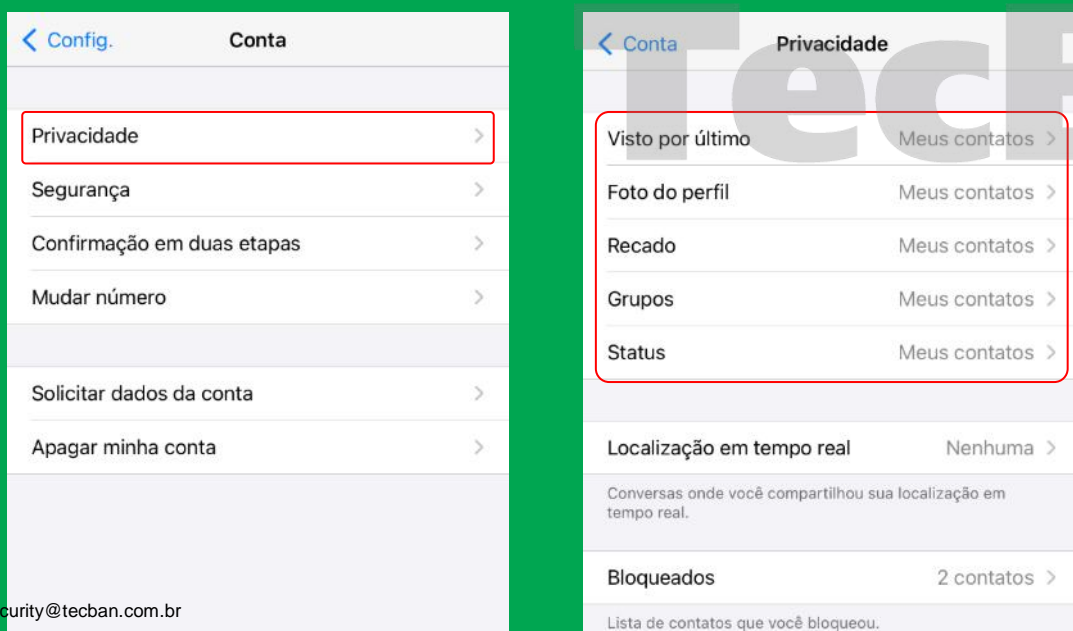 Config.
Conta
Privacidade
Segurança
Confirmação em duas etapas
Mudar número
Solicitar dados da conta
Apagar minha conta
curity@tecban.com.br
Conta
Privacidade
Visto por último Meus contatos
Foto do perfil Meus contatos
Recado Meus contatos
Grupos Meus contatos
Status Meus contatos
Localização em tempo real Nenhuma
Conversas onde você compartilhou sua localização em
tempo real.
Bloqueados 2 contatos
Lista de contatos que você bloqueou.
Tec